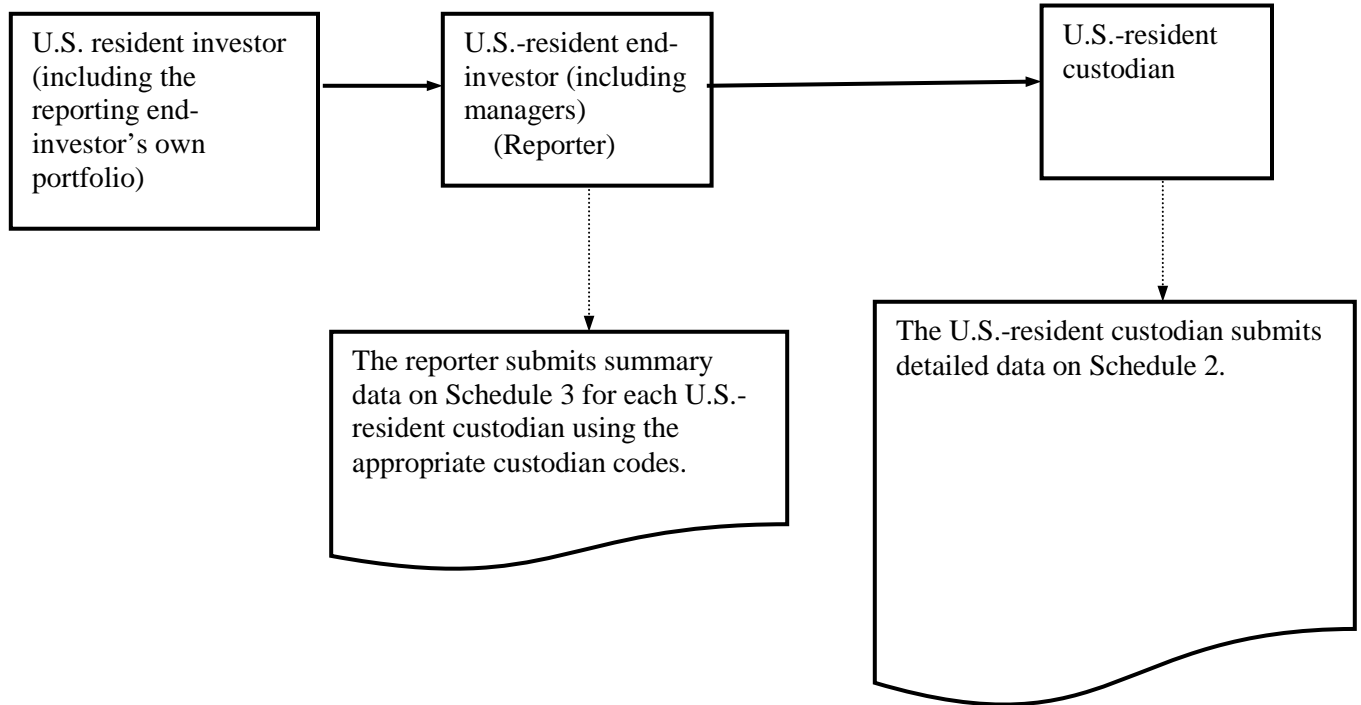 U.S. resident investor
(including the
reporting end-
investor’s own
portfolio)
U.S.-resident end-
investor (including
managers)
(Reporter)
U.S.-resident
custodian
The reporter submits summary
data on Schedule 3 for each U.S.-
resident custodian using the
appropriate custodian codes.
The U.S.-resident custodian submits
detailed data on Schedule 2.